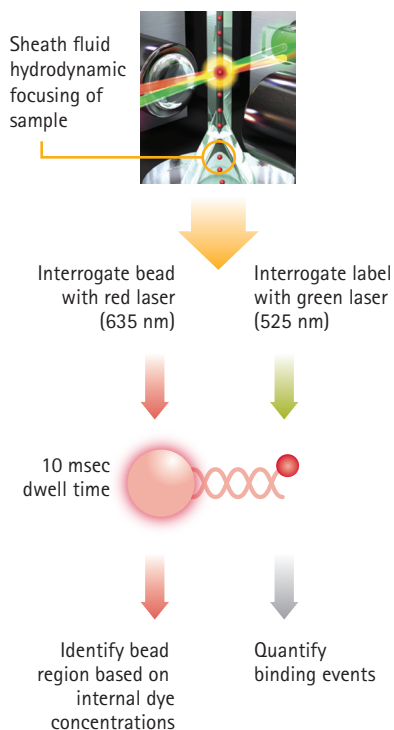 Sheath fluid
hydrodynamic
focusing of
sample
Interrogate bead
with red laser
(635 nm)
Interrogate label
with green laser
(525 nm)
10 msec
dwell time
Identify bead
region based on
internal dye
concentrations
Quantify
binding events